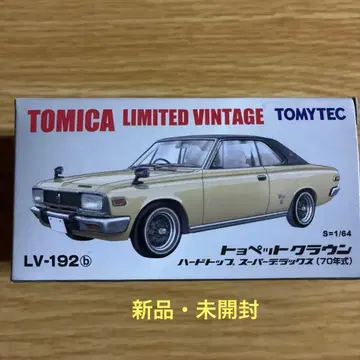 TOMICA LIMITED VINTAGE TOMYTEC
S=1/64
トヨペット クラウン
LV-192ⓑ ハードトップ スーパーデラックス (70年式)
新品・未開封